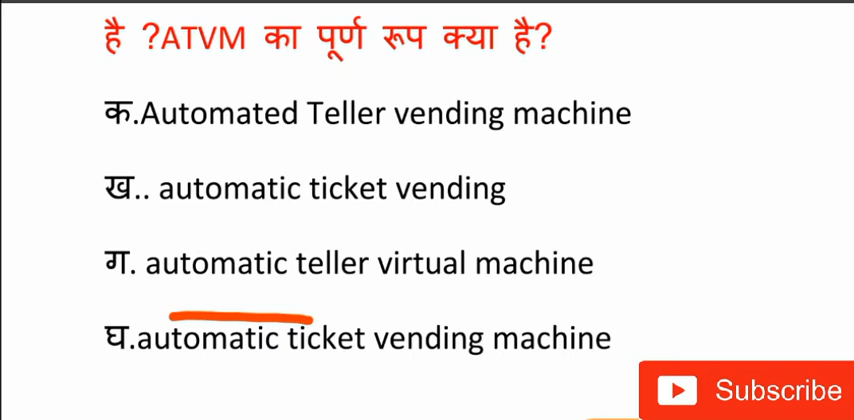 है ?ATVM का पूर्ण रूप क्या है?
क.Automated Teller vending machine
ख.. automatic ticket vending
ग. automatic teller virtual machine
घ.automatic ticket vending machine
Subscribe